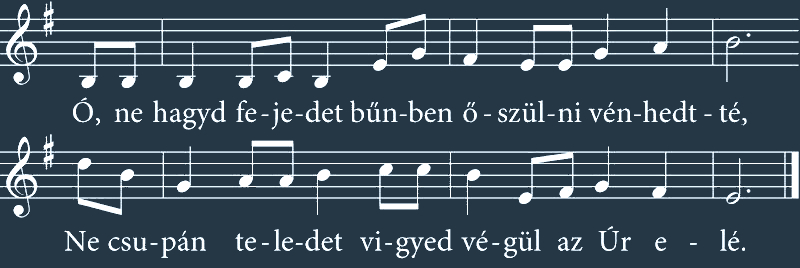 Ó, ne hagyd fe-je-det bűn-ben ő-szül-ni vén-hedt-té,
Ne csu-pán te-le-det vi-gyed vé-gül az Úr e-lé.